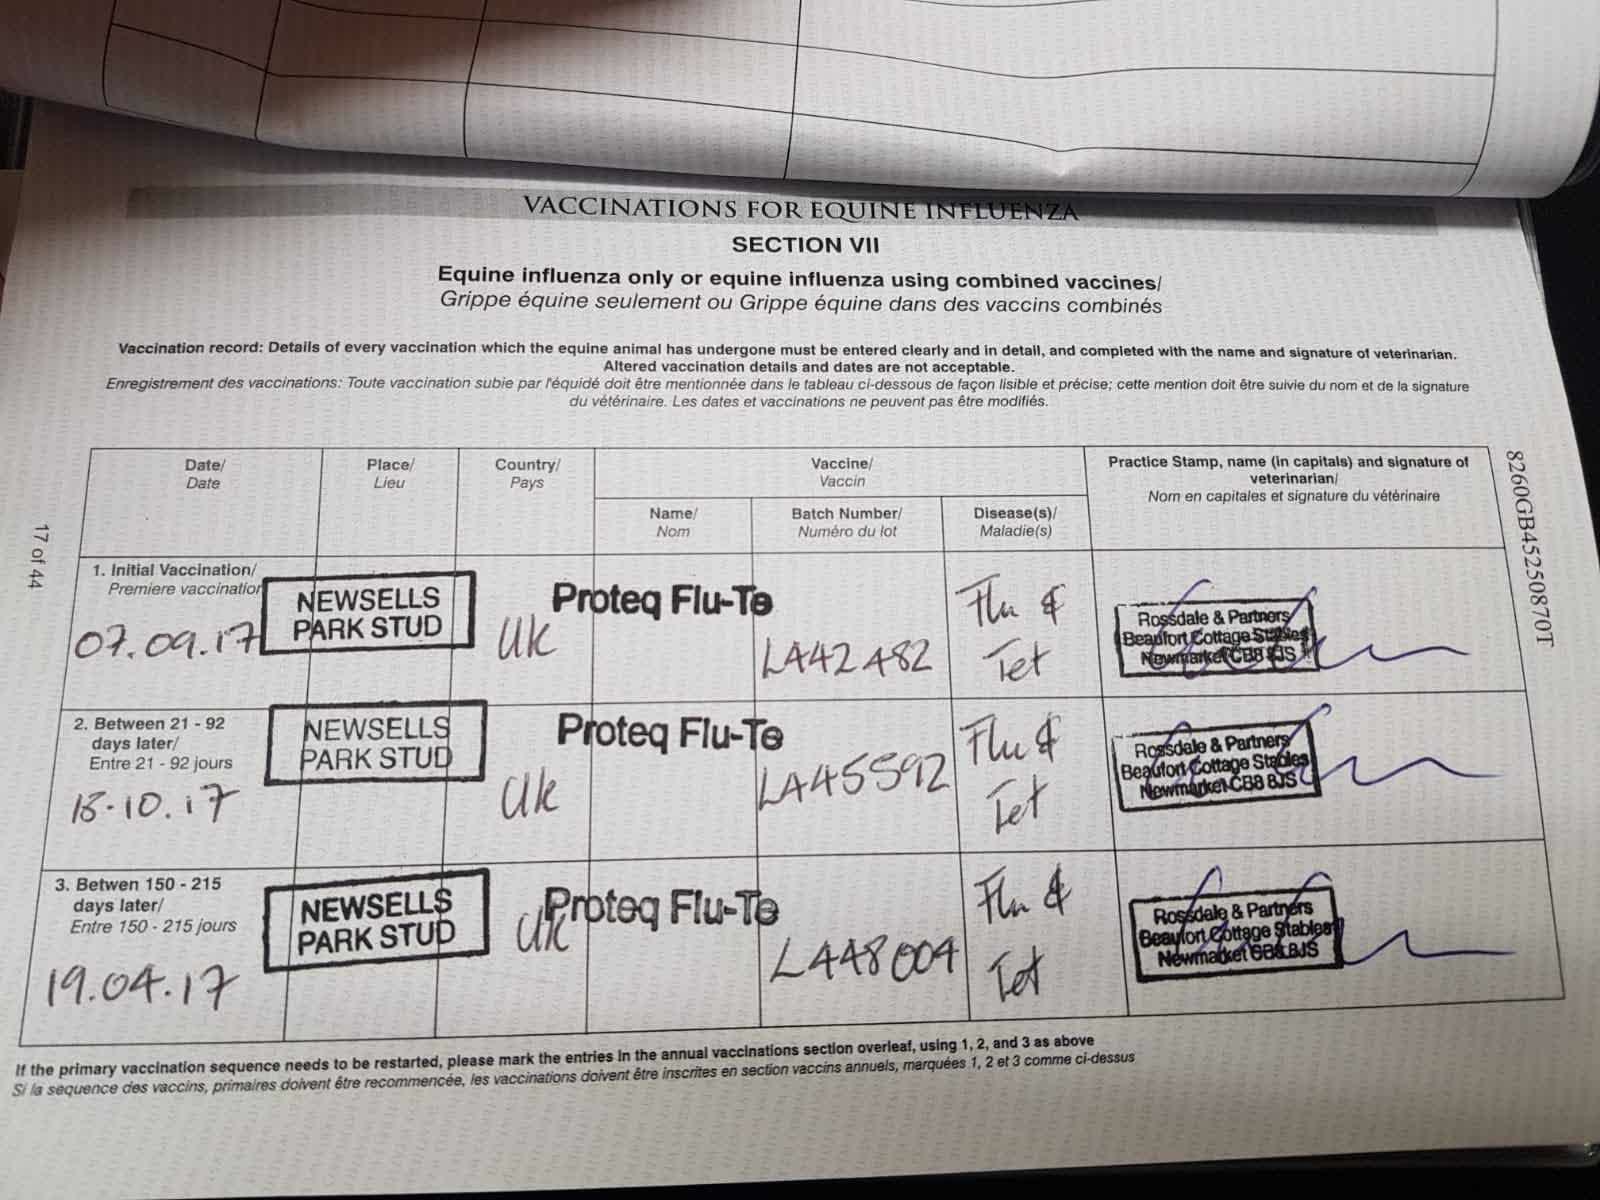 VACCINATIONS FOR EQUINE INFLUENZA
SECTION VII
Equine influenza only or equine influenza using combined vaccines/
Grippe équine seulement ou Grippe équine dans des vaccins combinés
Vaccination record: Details of every vaccination which the equine animal has undergone must be entered clearly and in detail, and completed with the name and signature of veterinarian.
Altered vaccination details and dates are not acceptable.
Enregistrement des vaccinations: Toute vaccination subie par l'équidé doit être mentionnée dans le tableau ci-dessous de façon lisible et précise; cette mention doit être suivie du nom et de la signature
du vétérinaire. Les dates et vaccinations ne peuvent pas être modifiés.
Date/
Date
Place/
Lieu
Country/
Pays
Vaccine/
Vaccin
Name/
Nom
Batch Number/
Numéro du lot
Disease(s)/
Maladie(s)
Practice Stamp, name (in capitals) and signature of
veterinarian/
Nom en capitales et signature du vétérinaire
1. Initial Vaccination/
Premiere vaccination
07.09.17
NEWSELLS
PARK STUD
UK
Proteq Flu-Te
LA42482
Flu &
Tet
Rossdale & Partners
Beaufort Cottage Stables
Newmarket CB8 8JS
2. Between 21 - 92
days later/
Entre 21 - 92 jours
18.10.17
NEWSELLS
PARK STUD
UK
Proteq Flu-Te
LA45592
Flu &
Tet
Rossdale & Partners
Beaufort Cottage Stables
Newmarket CB8 8JS
3. Betwen 150 - 215
days later/
Entre 150 - 215 jours
19.04.17
NEWSELLS
PARK STUD
UK
Proteq Flu-Te
LA48004
Flu &
Tet
Rossdale & Partners
Beaufort Cottage Stables
Newmarket CB8 8JS
If the primary vaccination sequence needs to be restarted, please mark the entries in the annual vaccinations section overleaf, using 1, 2, and 3 as above
Si la sequence des vaccins, primaires doivent être recommencée, les vaccinations doivent être inscrites en section vaccins annuels, marquées 1, 2 et 3 comme ci-dessus
17 of 44
8260GB45250870T